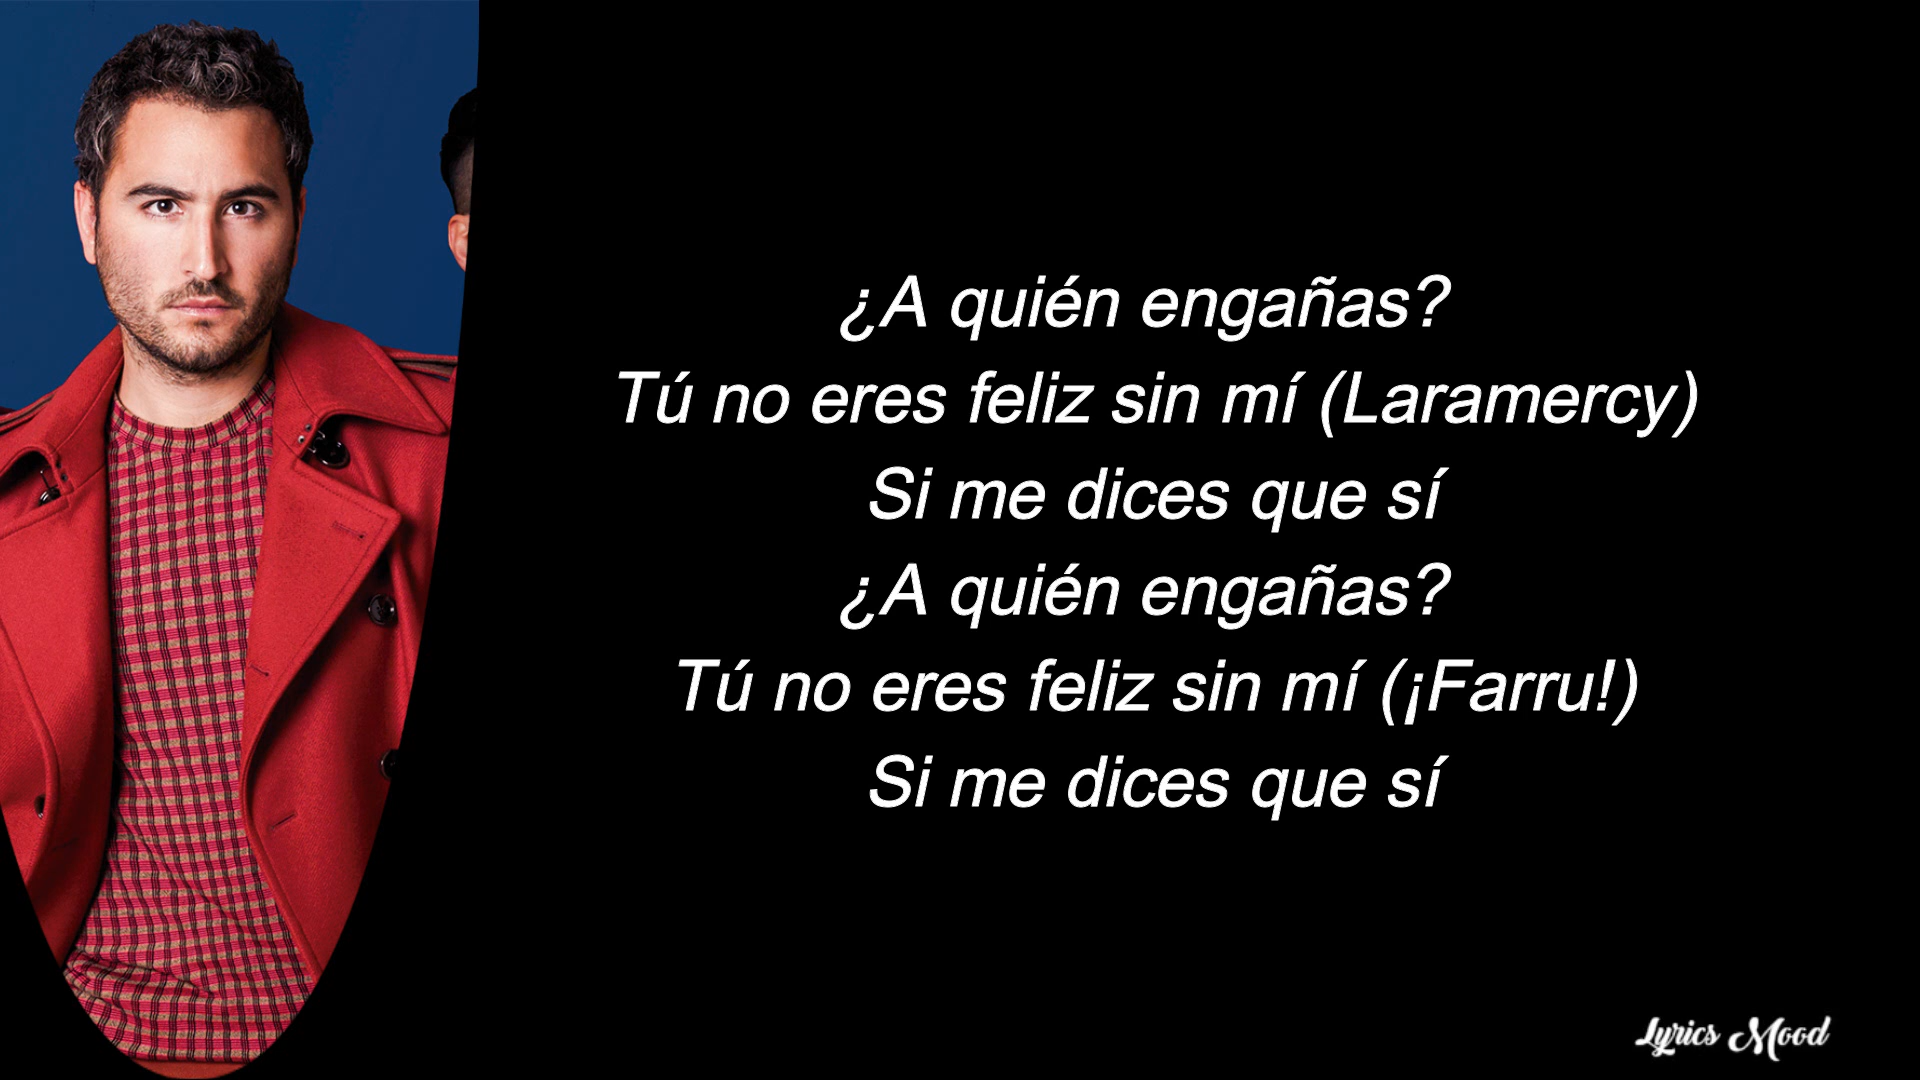 ¿A quién engañas?
Tú no eres feliz sin mí (Laramercy)
Si me dices que sí
¿A quién engañas?
Tú no eres feliz sin mí (¡Farru!)
Si me dices que sí
Lyrics Mood